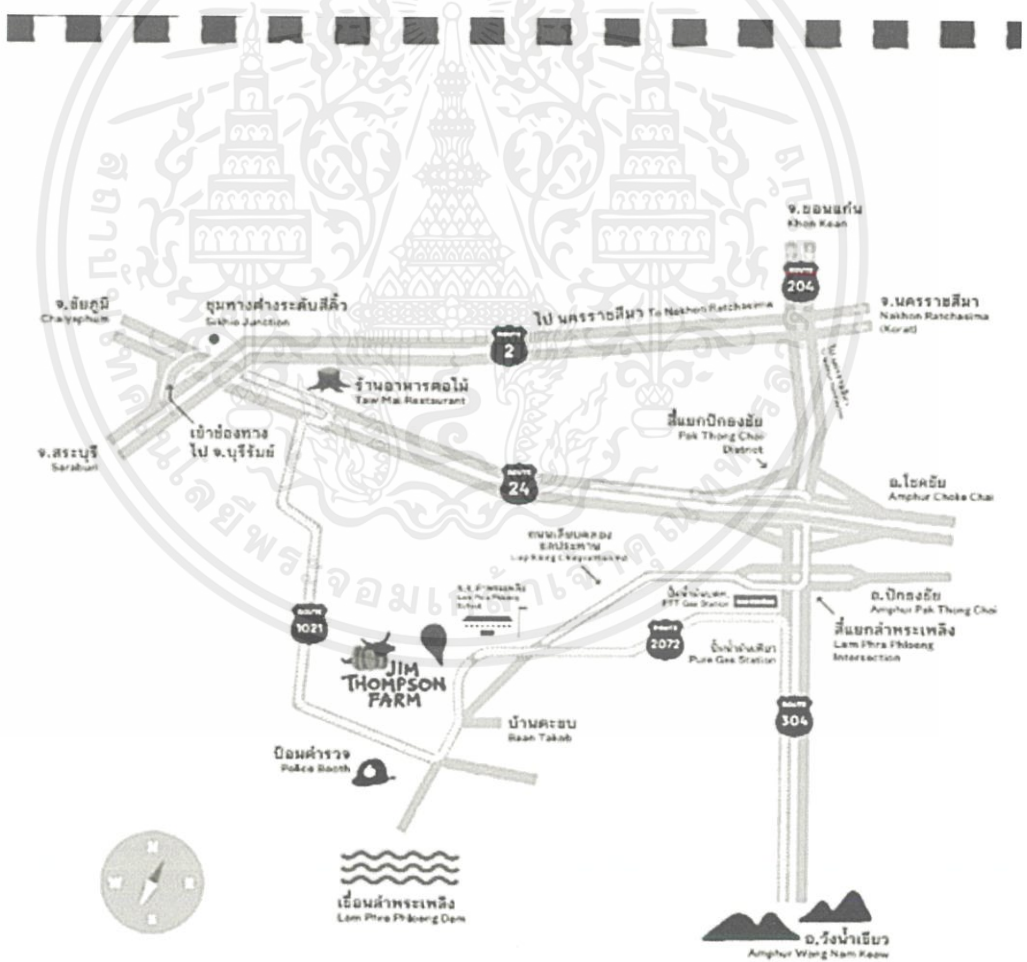 จ.ขอนแก่น
Khon Kean
ROUTE
204
จ.ชัยภูมิ
Chaiyaphum
ชุมทางต่างระดับสีคิ้ว
Sikhio Junction
ไป นครราชสีมา To Nakhon Ratchasima
จ.นครราชสีมา
Nakhon Ratchasima
(Korat)
ROUTE
2
ร้านอาหารตอไม้
Taw Mai Restaurant
เข้าช่องทาง
ไป จ.บุรีรัมย์
จ.สระบุรี
Saraburi
สี่แยกปักธงชัย
Pak Thong Chai
District
ROUTE
24
อ.โชคชัย
Amphur Choke Chai
ถนนเลียบคลอง
ชลประทาน
ปั๊มน้ำมันปตท.
PTT Gas Station
อ.ปักธงชัย
Amphur Pak Thong Chai
สี่แยกลำพระเพลิง
Lam Phra Phloeng
Intersection
ROUTE
1021
ROUTE
2072
ปั๊มน้ำมันเพียว
Pure Gas Station
JIM
THOMPSON
FARM
ROUTE
304
บ้านตะขบ
Baan Takob
ป้อมตำรวจ
Police Booth
เขื่อนลำพระเพลิง
Lam Phra Phloeng Dam
อ.วังน้ำเขียว
Amphur Wang Nam Keow